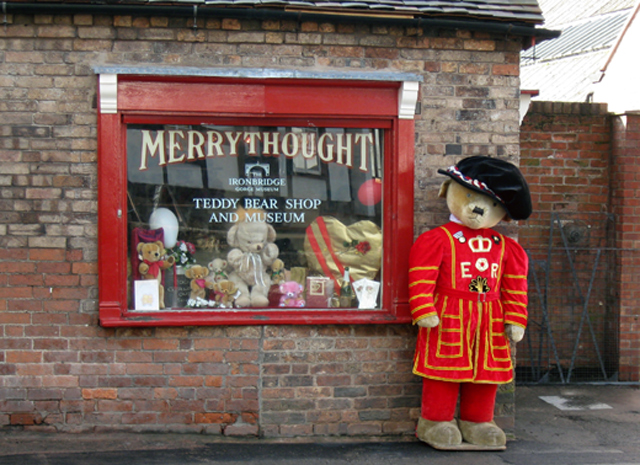 MERRYTHOUGHT
THE
IRONBRIDGE
GORGE MUSEUM
TEDDY BEAR SHOP
AND MUSEUM
E R